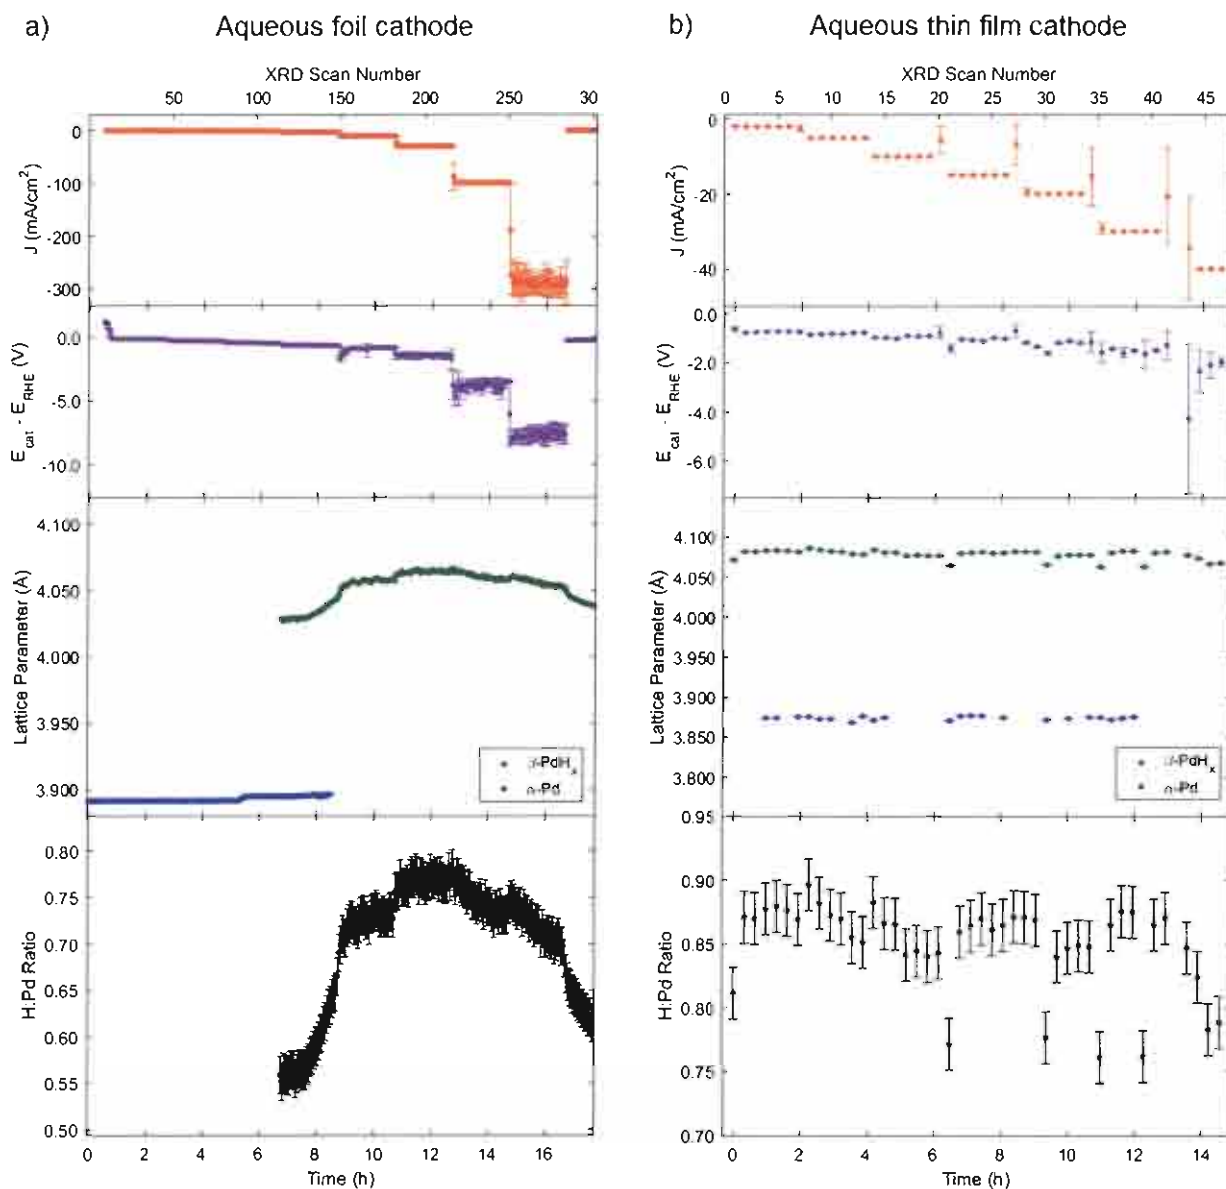 a) Aqueous foil cathode
XRD Scan Number
50 100 150 200 250 30
0
-100
-200
-300
J (mA/cm²)
0.0
-5.0
-10.0
E_cat - E_RHE (V)
4.100
4.050
4.000
3.950
3.900
Lattice Parameter (Å)
-PdHₓ
-Pd
0.80
0.75
0.70
0.65
0.60
0.55
0.50
H:Pd Ratio
0 2 4 6 8 10 12 14 16
Time (h)
b) Aqueous thin film cathode
XRD Scan Number
0 5 10 15 20 25 30 35 40 45
0
-20
-40
J (mA/cm²)
0.0
-2.0
-4.0
-6.0
E_cat - E_RHE (V)
4.100
4.050
4.000
3.950
3.900
3.850
3.800
Lattice Parameter (Å)
-PdHₓ
-Pd
0.95
0.90
0.85
0.80
0.75
0.70
H:Pd Ratio
0 2 4 6 8 10 12 14
Time (h)